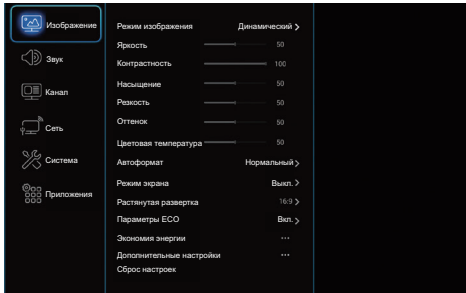 Изображение
Звук
Канал
Сеть
Система
Приложения
Режим изображения Динамический
Яркость 50
Контрастность 100
Насыщение 50
Резкость 50
Оттенок 50
Цветовая температура 50
Автоформат Нормальный
Режим экрана Выкл.
Растянутая развертка 16:9
Параметры ECO Вкл.
Экономия энергии ...
Дополнительные настройки ...
Сброс настроек